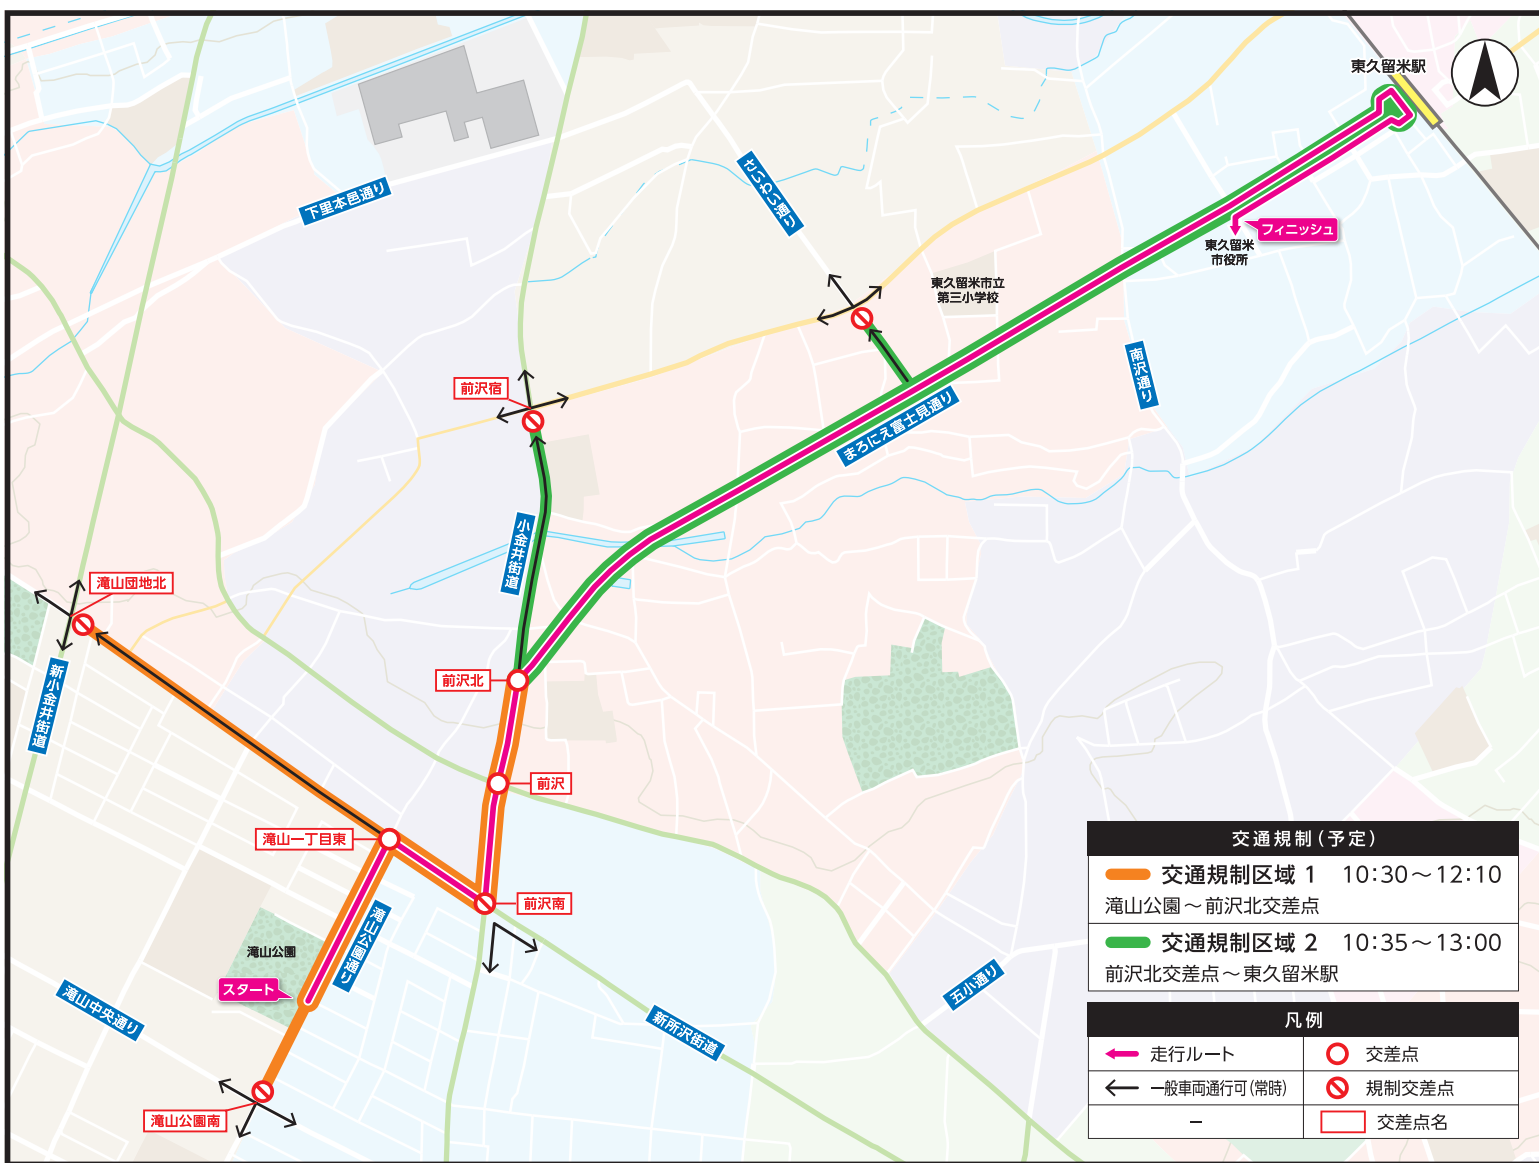 東久留米駅
下里本邑通り
さいわい通り
フィニッシュ
東久留米
市役所
東久留米市立
第三小学校
南沢通り
前沢宿
まろにえ富士見通り
小金井街道
滝山団地北
新小金井街道
前沢北
前沢
滝山一丁目東
前沢南
滝山公園通り
滝山公園
スタート
滝山中央通り
五小通り
新所沢街道
滝山公園南
交通規制(予定)
交通規制区域 1 10:30～12:10
滝山公園～前沢北交差点
交通規制区域 2 10:35～13:00
前沢北交差点～東久留米駅
凡例
走行ルート 交差点
一般車両通行可(常時) 規制交差点
− 交差点名